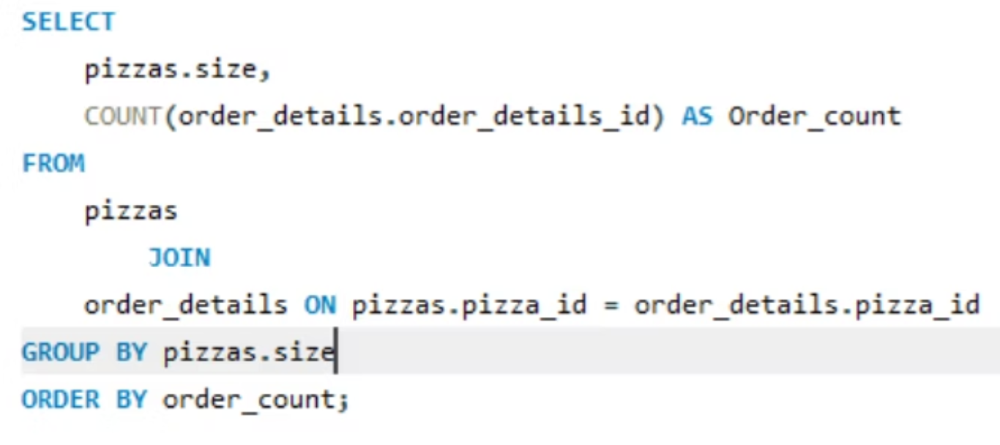 SELECT
pizzas.size,
COUNT(order_details.order_details_id) AS Order_count
FROM
pizzas
JOIN
order_details ON pizzas.pizza_id = order_details.pizza_id
GROUP BY pizzas.size
ORDER BY order_count;